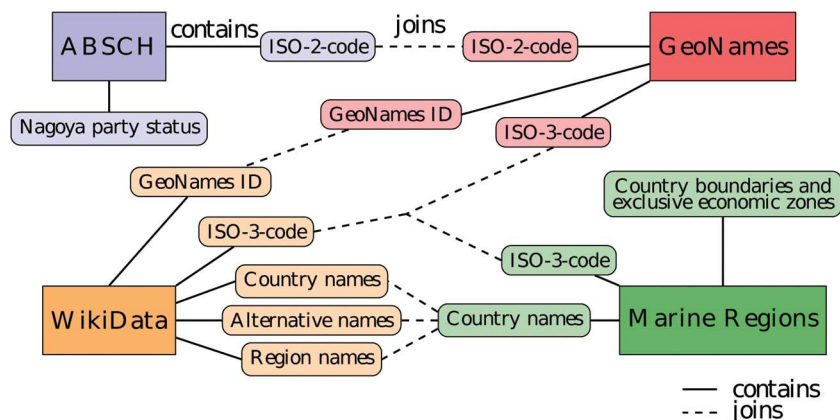 ABSCH
contains
ISO-2-code
joins
ISO-2-code
GeoNames
Nagoya party status
GeoNames ID
ISO-3-code
GeoNames ID
Country boundaries and
exclusive economic zones
ISO-3-code
ISO-3-code
Country names
WikiData
Alternative names
Country names
Marine Regions
Region names
contains
joins